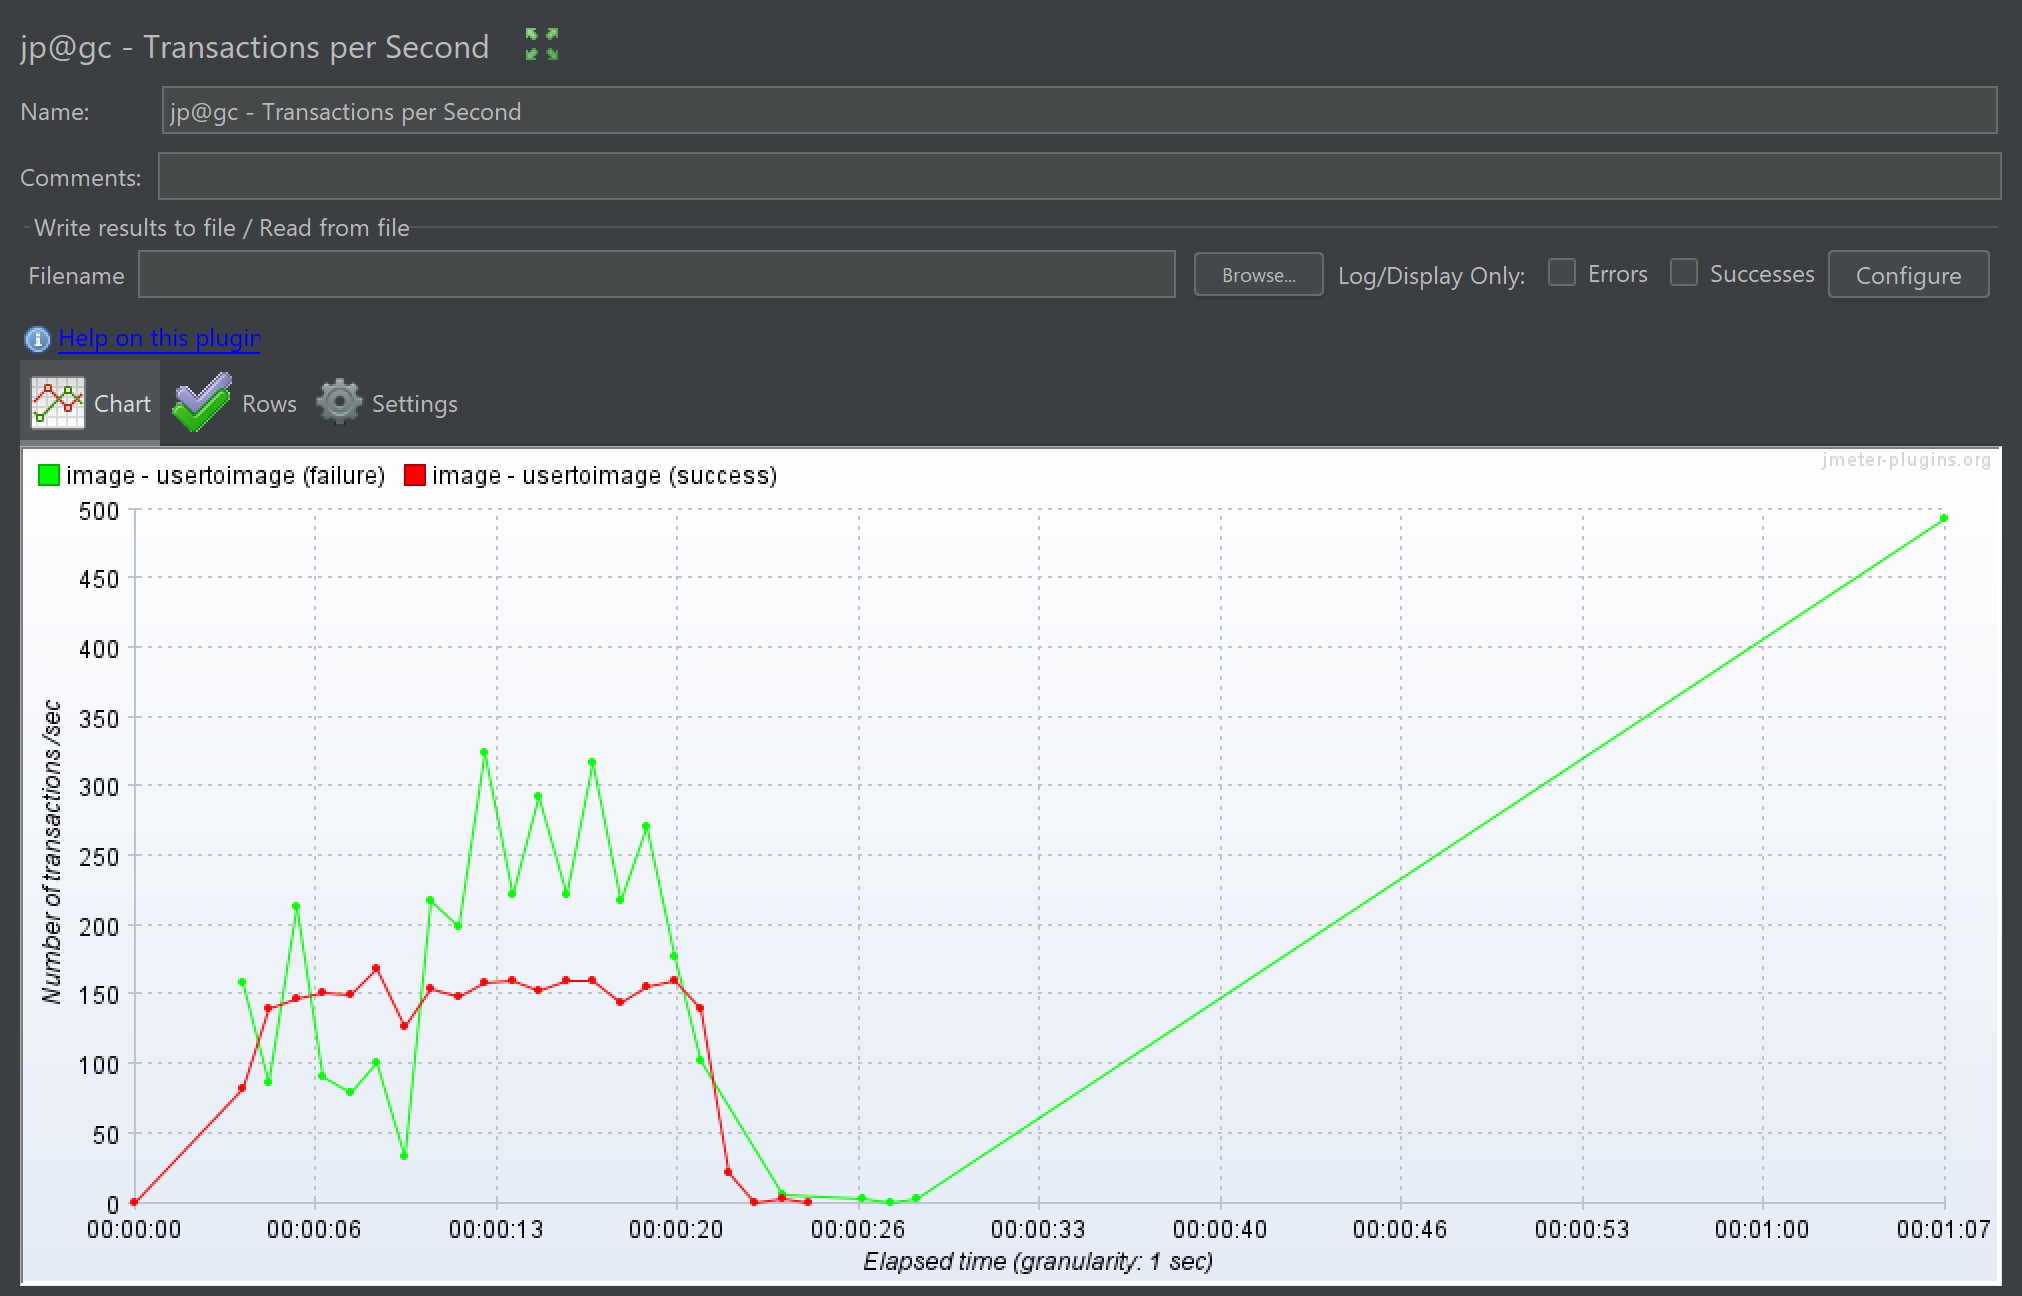 jp@gc - Transactions per Second
Name: jp@gc - Transactions per Second
Comments:
Write results to file / Read from file
Filename Browse... Log/Display Only: Errors Successes Configure
Help on this plugin
Chart Rows Settings
image - usertoimage (failure) image - usertoimage (success)
jmeter-plugins.org
500
450
400
350
300
250
200
150
100
50
0
Number of transactions /sec
00:00:00 00:00:06 00:00:13 00:00:20 00:00:26 00:00:33 00:00:40 00:00:46 00:00:53 00:01:00 00:01:07
Elapsed time (granularity: 1 sec)